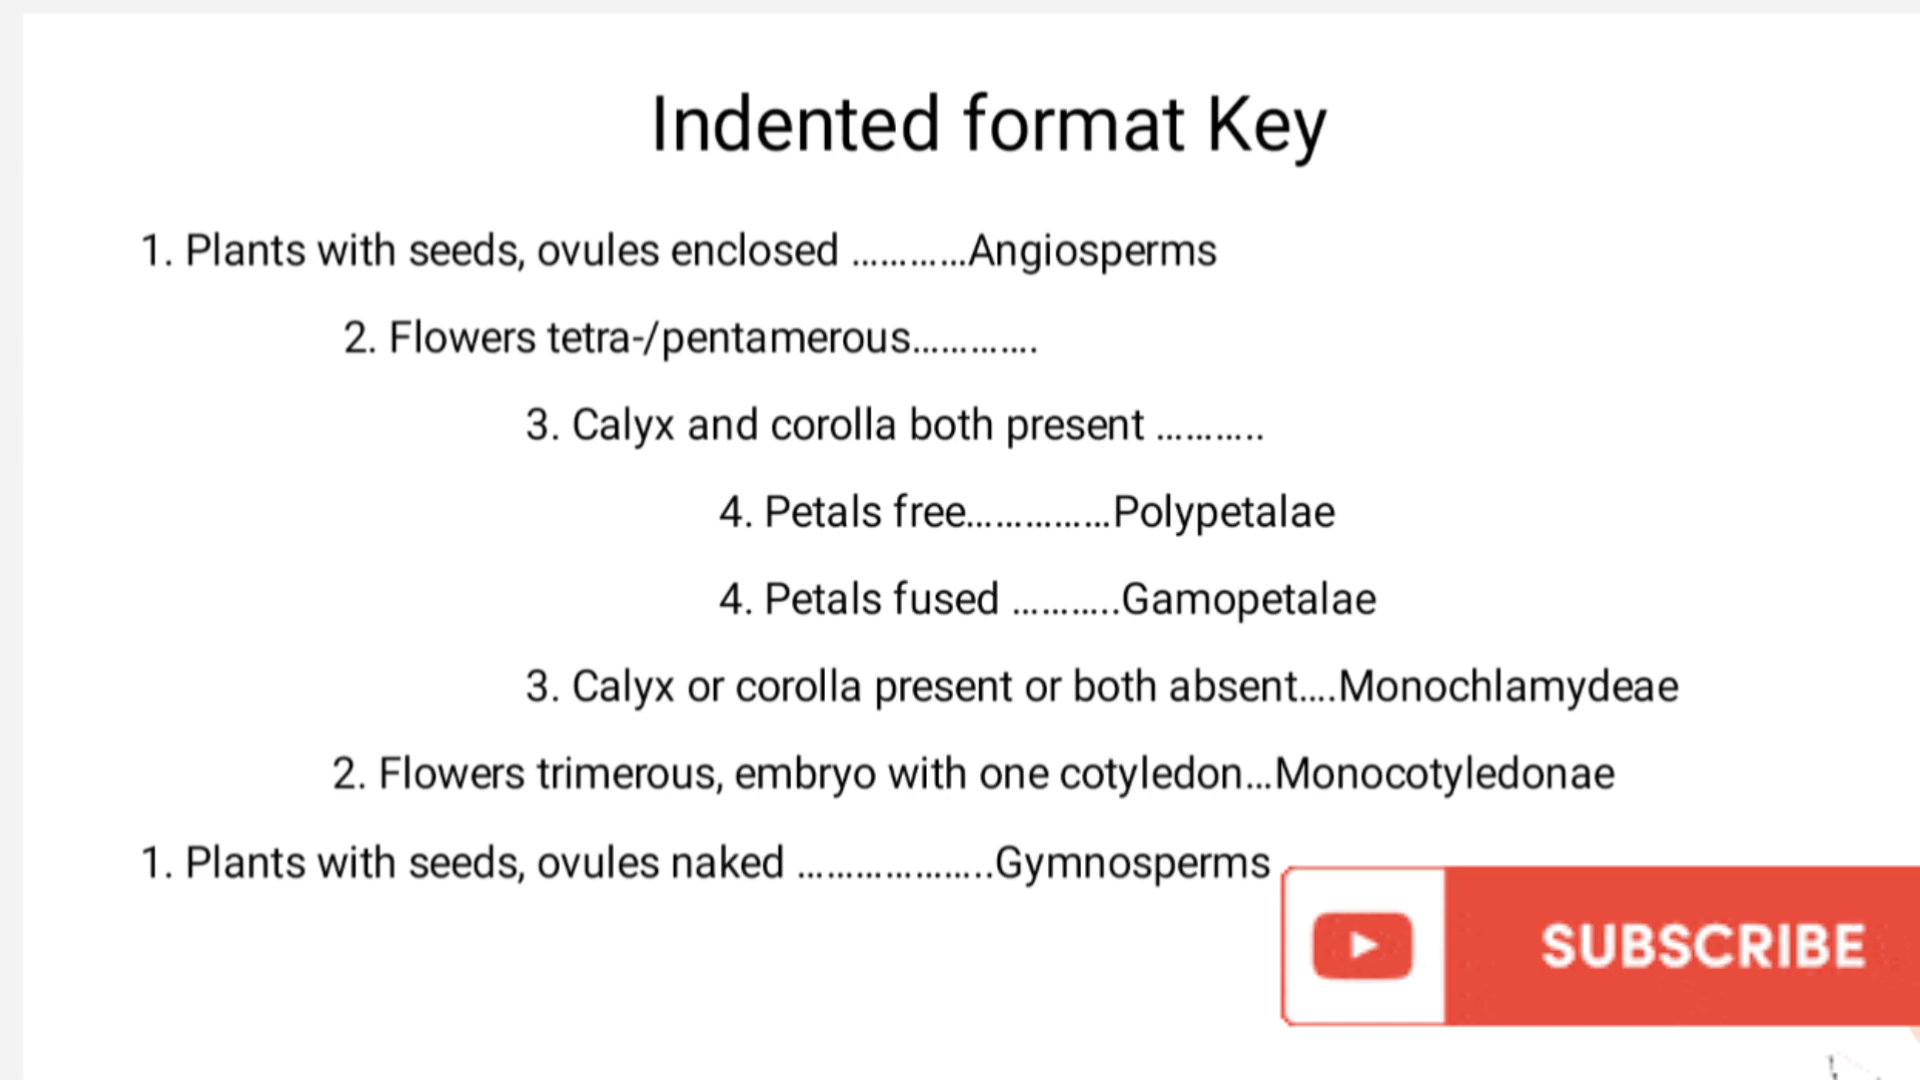 Indented format Key
1. Plants with seeds, ovules enclosed ............Angiosperms
2. Flowers tetra-/pentamerous.............
3. Calyx and corolla both present ...........
4. Petals free...............Polypetalae
4. Petals fused ...........Gamopetalae
3. Calyx or corolla present or both absent....Monochlamydeae
2. Flowers trimerous, embryo with one cotyledon...Monocotyledonae
1. Plants with seeds, ovules naked ....................Gymnosperms
SUBSCRIBE